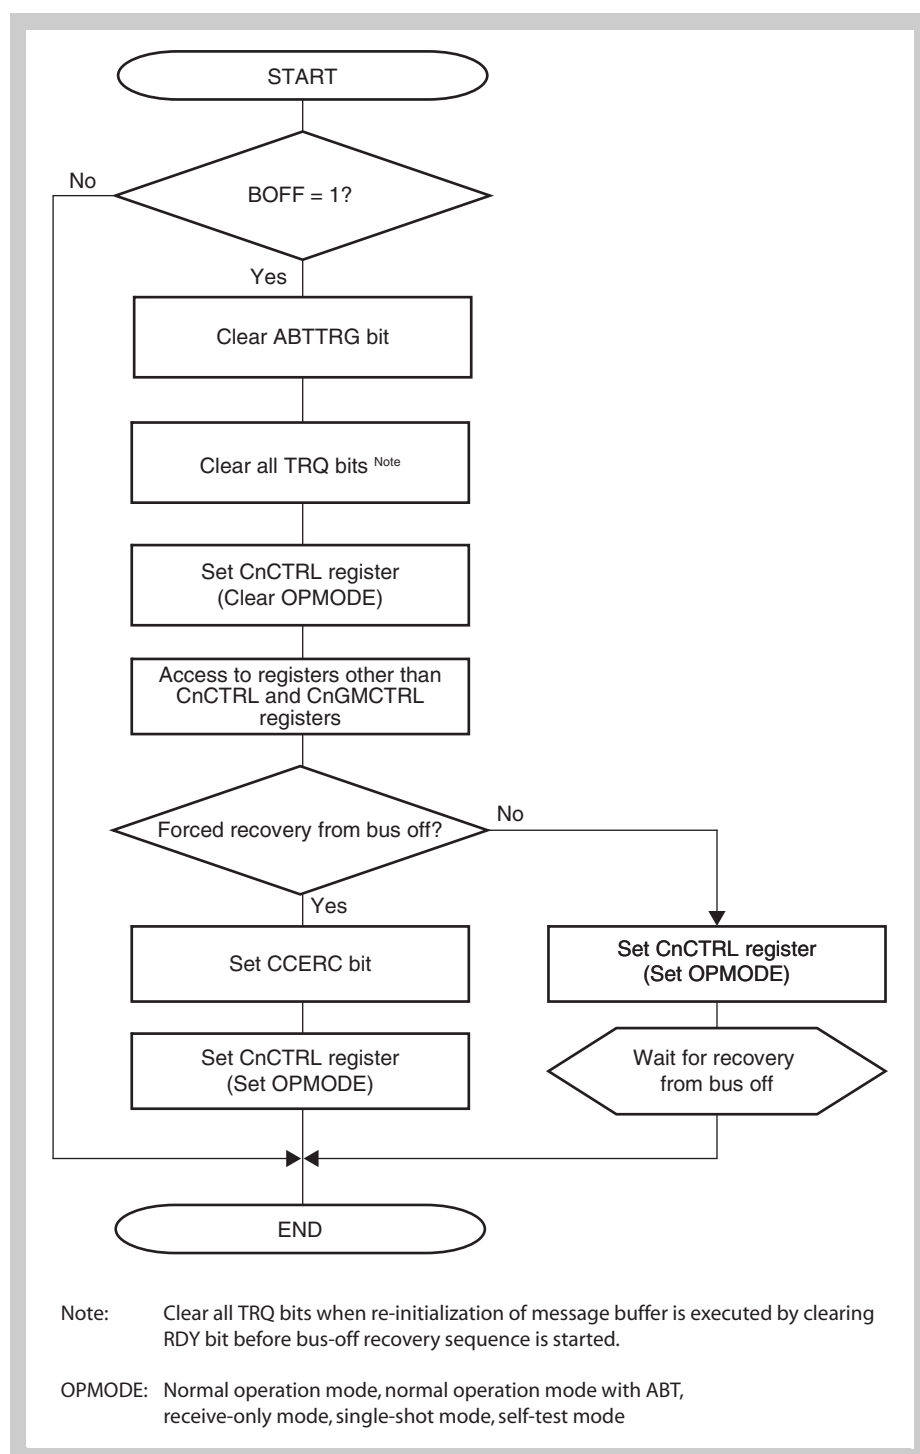 START
No
BOFF = 1?
Yes
Clear ABTTRG bit
Clear all TRQ bits Note
Set CnCTRL register
(Clear OPMODE)
Access to registers other than
CnCTRL and CnGMCTRL
registers
Forced recovery from bus off?
No
Yes
Set CCERC bit
Set CnCTRL register
(Set OPMODE)
Set CnCTRL register
(Set OPMODE)
Wait for recovery
from bus off
END
Note: Clear all TRQ bits when re-initialization of message buffer is executed by clearing
RDY bit before bus-off recovery sequence is started.
OPMODE: Normal operation mode, normal operation mode with ABT,
receive-only mode, single-shot mode, self-test mode